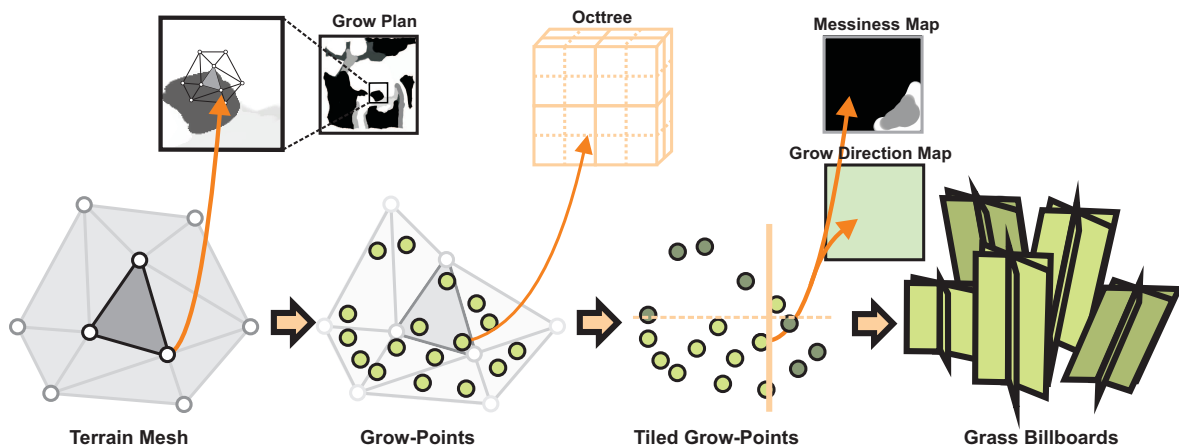 Grow Plan
Octtree
Messiness Map
Grow Direction Map
Terrain Mesh
Grow-Points
Tiled Grow-Points
Grass Billboards